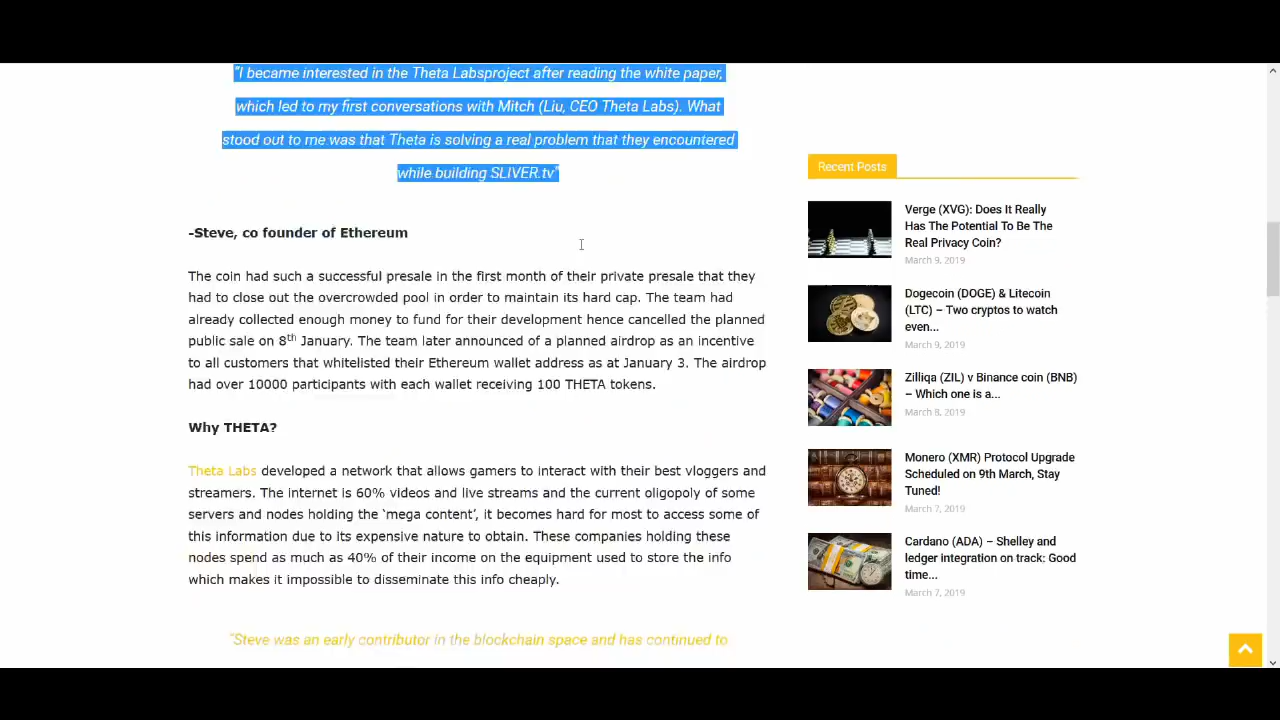 "I became interested in the Theta Labsproject after reading the white paper,
which led to my first conversations with Mitch (Liu, CEO Theta Labs). What
stood out to me was that Theta is solving a real problem that they encountered
while building SLIVER.tv"
-Steve, co founder of Ethereum
The coin had such a successful presale in the first month of their private presale that they
had to close out the overcrowded pool in order to maintain its hard cap. The team had
already collected enough money to fund for their development hence cancelled the planned
public sale on 8th January. The team later announced of a planned airdrop as an incentive
to all customers that whitelisted their Ethereum wallet address as at January 3. The airdrop
had over 10000 participants with each wallet receiving 100 THETA tokens.
Why THETA?
Theta Labs developed a network that allows gamers to interact with their best vloggers and
streamers. The internet is 60% videos and live streams and the current oligopoly of some
servers and nodes holding the ‘mega content’, it becomes hard for most to access some of
this information due to its expensive nature to obtain. These companies holding these
nodes spend as much as 40% of their income on the equipment used to store the info
which makes it impossible to disseminate this info cheaply.
"Steve was an early contributor in the blockchain space and has continued to
Recent Posts
Verge (XVG): Does It Really
Has The Potential To Be The
Real Privacy Coin?
March 9, 2019
Dogecoin (DOGE) & Litecoin
(LTC) – Two cryptos to watch
even...
March 9, 2019
Zilliqa (ZIL) v Binance coin (BNB)
– Which one is a...
March 8, 2019
Monero (XMR) Protocol Upgrade
Scheduled on 9th March, Stay
Tuned!
March 7, 2019
Cardano (ADA) – Shelley and
ledger integration on track: Good
time...
March 7, 2019